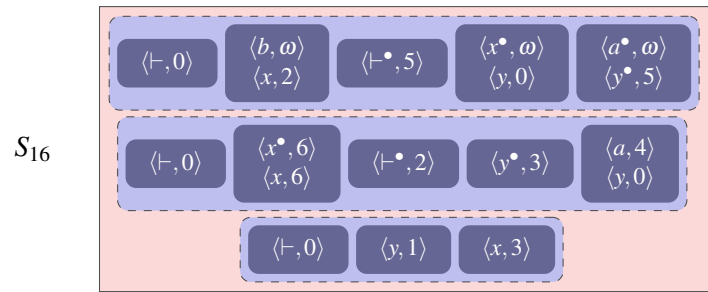 S₁₆
⟨⊢, 0⟩ ⟨b, ω⟩ ⟨x, 2⟩ ⟨⊢•, 5⟩ ⟨x•, ω⟩ ⟨y, 0⟩ ⟨a•, ω⟩ ⟨y•, 5⟩
⟨⊢, 0⟩ ⟨x•, 6⟩ ⟨x, 6⟩ ⟨⊢•, 2⟩ ⟨y•, 3⟩ ⟨a, 4⟩ ⟨y, 0⟩
⟨⊢, 0⟩ ⟨y, 1⟩ ⟨x, 3⟩